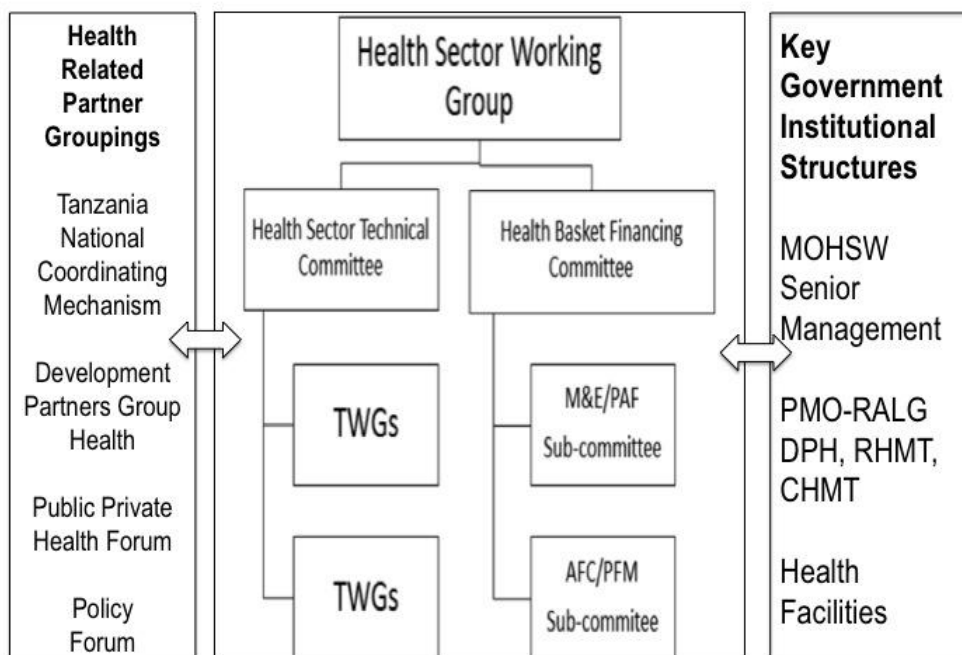 Health
Related
Partner
Groupings
Tanzania
National
Coordinating
Mechanism
Development
Partners Group
Health
Public Private
Health Forum
Policy
Forum
Health Sector Working
Group
Health Sector Technical
Committee
Health Basket Financing
Committee
TWGs
M&E/PAF
Sub-committee
TWGs
AFC/PFM
Sub-commitee
Key
Government
Institutional
Structures
MOHSW
Senior
Management
PMO-RALG
DPH, RHMT,
CHMT
Health
Facilities